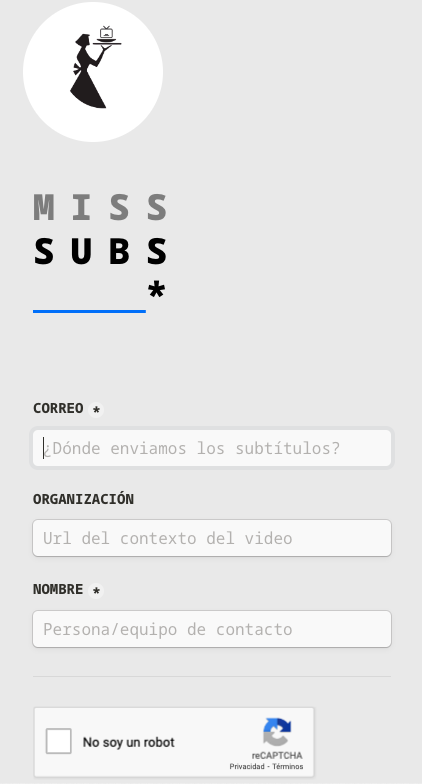 MISS
SUBS
*
CORREO *
¿Dónde enviamos los subtítulos?
ORGANIZACIÓN
Url del contexto del video
NOMBRE *
Persona/equipo de contacto
No soy un robot
reCAPTCHA
Privacidad - Términos